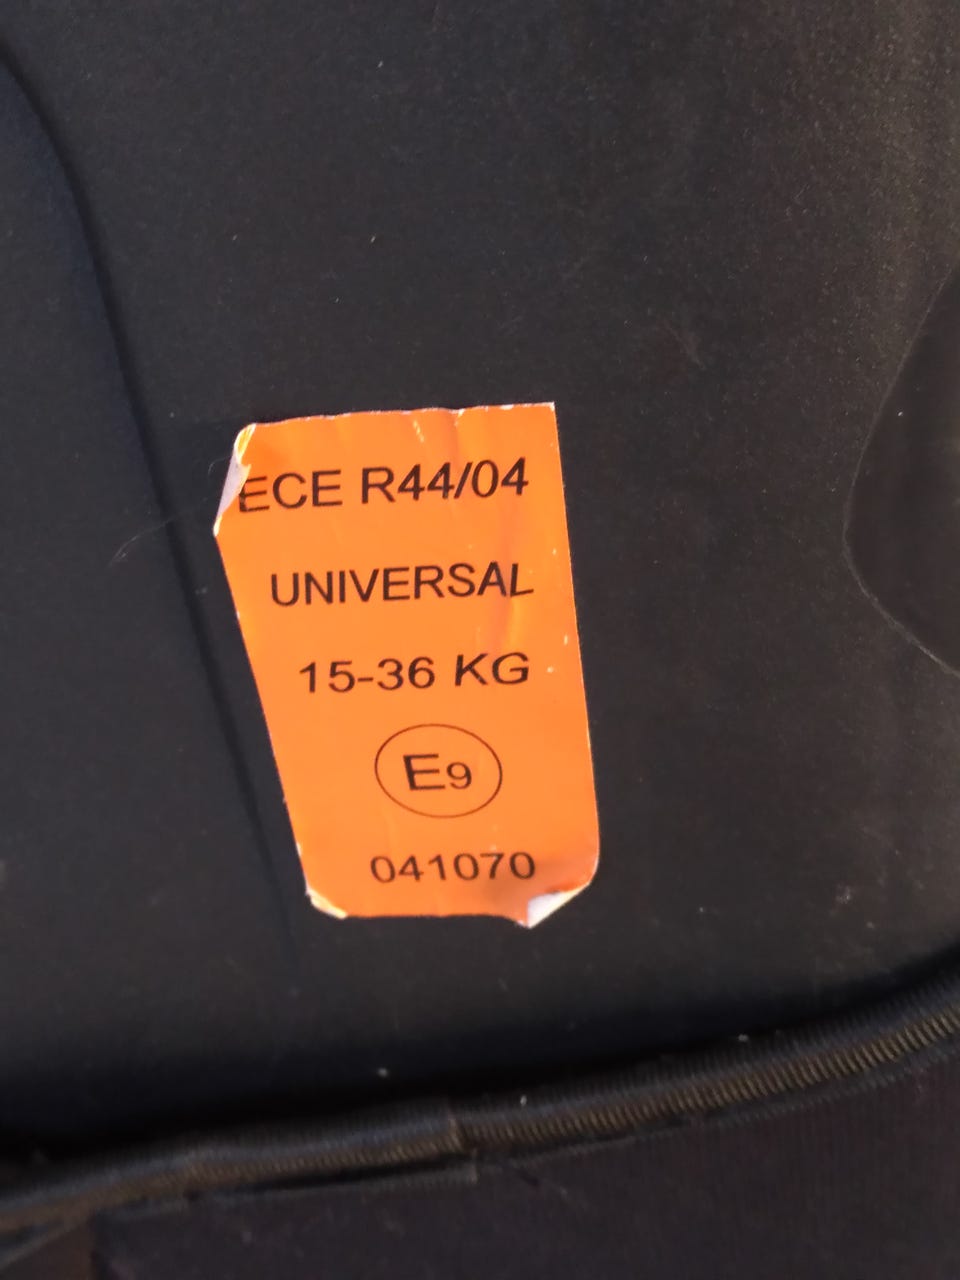 ECE R44/04
UNIVERSAL
15-36 KG
E9
041070